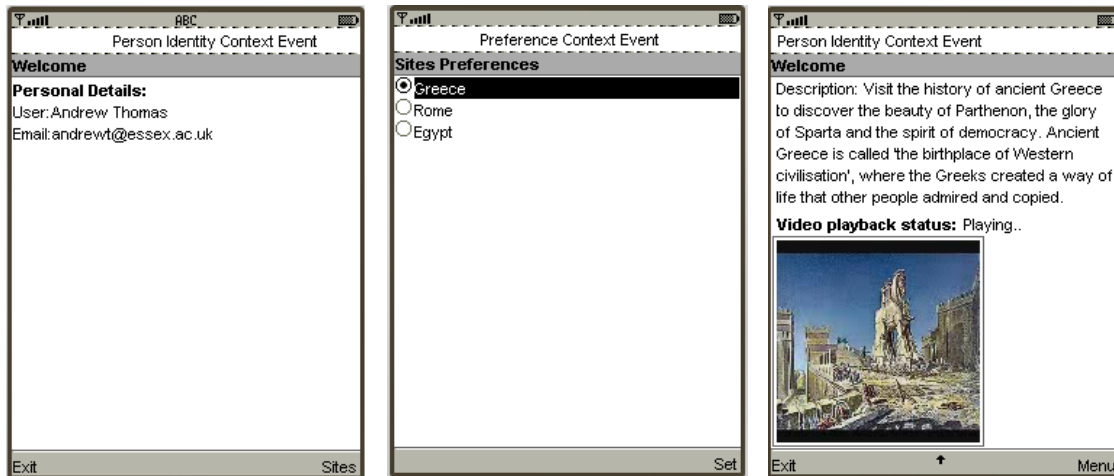 ABC
Person Identity Context Event
Welcome
Personal Details:
User:Andrew Thomas
Email:andrewt@essex.ac.uk
Exit
Sites
Preference Context Event
Sites Preferences
Greece
Rome
Egypt
Set
Person Identity Context Event
Welcome
Description: Visit the history of ancient Greece
to discover the beauty of Parthenon, the glory
of Sparta and the spirit of democracy. Ancient
Greece is called 'the birthplace of Western
civilisation', where the Greeks created a way of
life that other people admired and copied.
Video playback status: Playing..
Exit
Menu